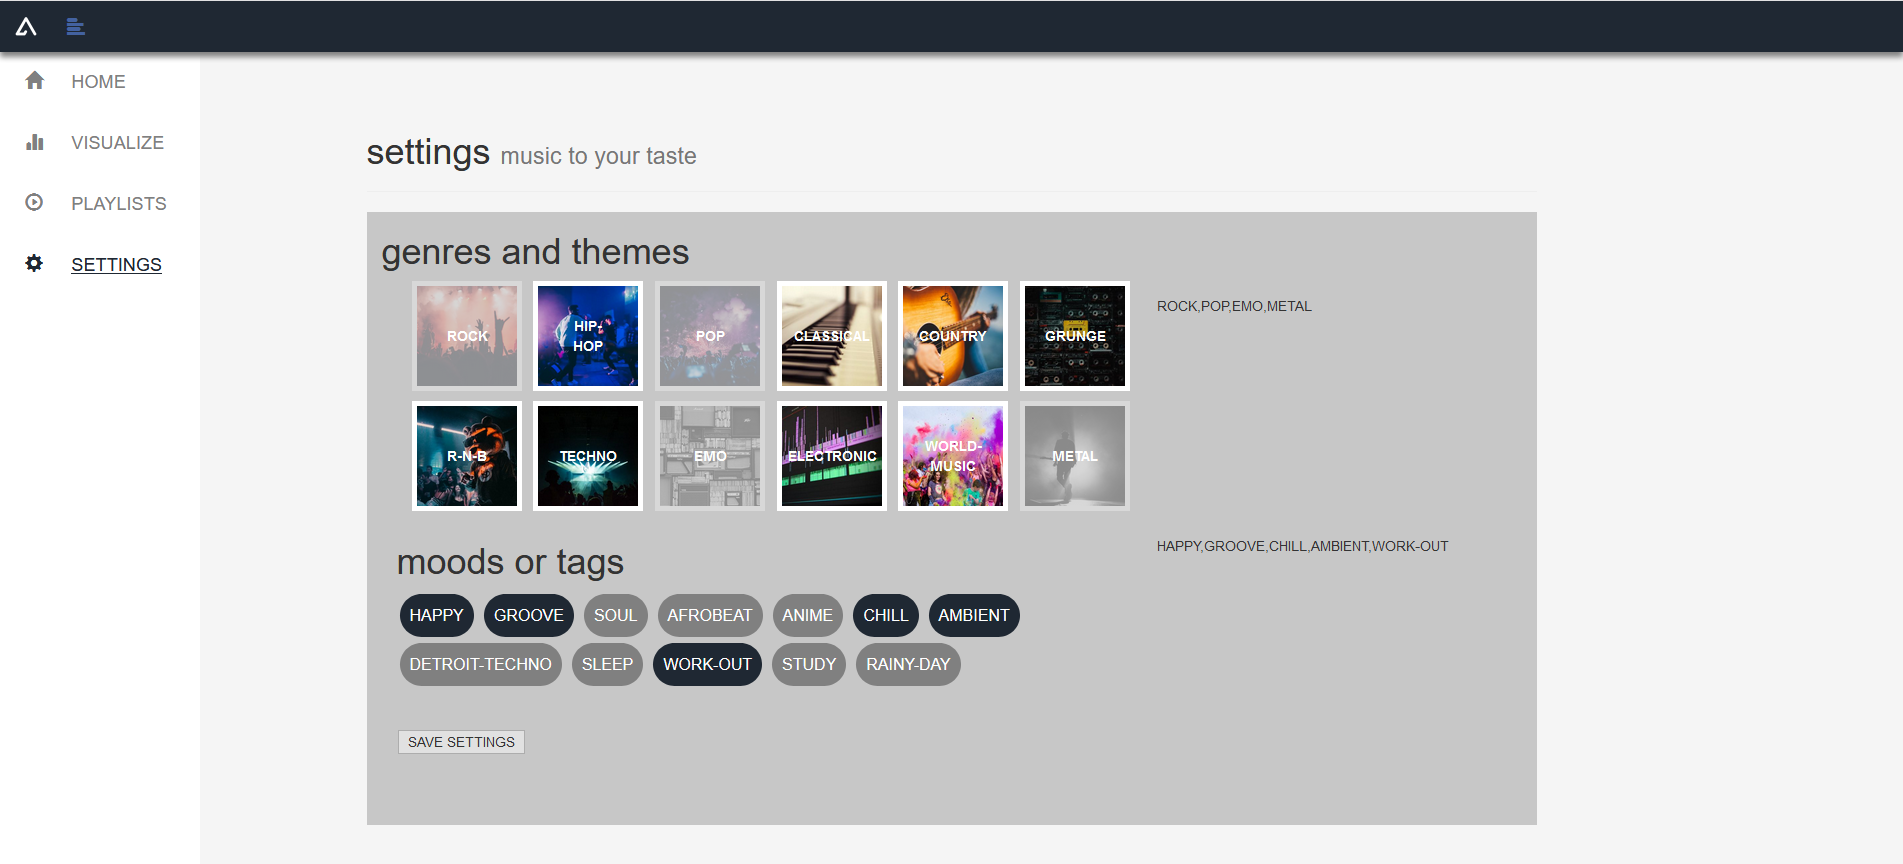 HOME
VISUALIZE
PLAYLISTS
SETTINGS
settings music to your taste
genres and themes
ROCK
HIP-
HOP
POP
CLASSICAL
COUNTRY
GRUNGE
ROCK,POP,EMO,METAL
R-N-B
TECHNO
EMO
ELECTRONIC
WORLD-
MUSIC
METAL
moods or tags
HAPPY,GROOVE,CHILL,AMBIENT,WORK-OUT
HAPPY GROOVE SOUL AFROBEAT ANIME CHILL AMBIENT
DETROIT-TECHNO SLEEP WORK-OUT STUDY RAINY-DAY
SAVE SETTINGS